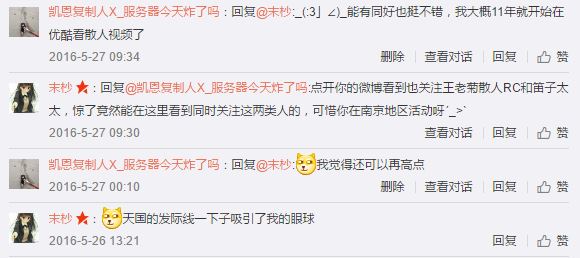 凯恩复制人X_服务器今天炸了吗：回复@末杪:_(:3」∠)_能有同好也挺不错，我大概11年就开始在
优酷看散人视频了
2016-5-27 09:34 删除 查看对话 回复 赞
末杪：回复@凯恩复制人X_服务器今天炸了吗:点开你的微博看到也关注王老菊散人RC和笛子太
太，惊了竟然能在这里看到同时关注这两类人的，可惜你在南京地区活动呀´_>`
2016-5-27 09:30 查看对话 回复 赞
凯恩复制人X_服务器今天炸了吗：回复@末杪:我觉得还可以再高点
2016-5-27 00:10 删除 查看对话 回复 赞
末杪：天国的发际线一下子吸引了我的眼球
2016-5-26 13:21 回复 赞